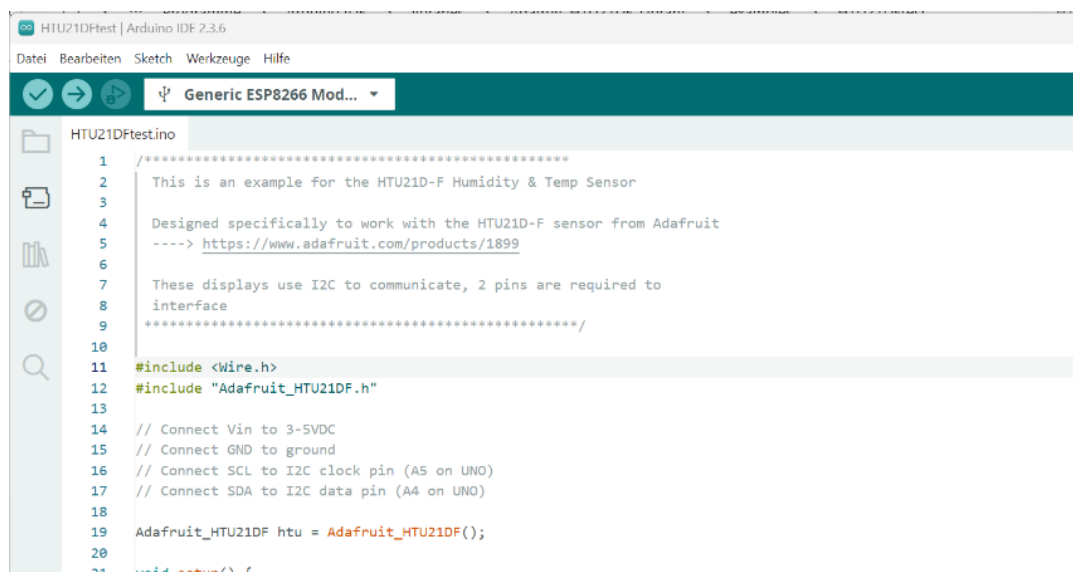 HTU21DFtest | Arduino IDE 2.3.6
Datei Bearbeiten Sketch Werkzeuge Hilfe
Generic ESP8266 Mod...
HTU21DFtest.ino
1 /***************************************************
2 This is an example for the HTU21D-F Humidity & Temp Sensor
3
4 Designed specifically to work with the HTU21D-F sensor from Adafruit
5 ----> https://www.adafruit.com/products/1899
6
7 These displays use I2C to communicate, 2 pins are required to
8 interface
9 ****************************************************/
10
11 #include <Wire.h>
12 #include "Adafruit_HTU21DF.h"
13
14 // Connect Vin to 3-5VDC
15 // Connect GND to ground
16 // Connect SCL to I2C clock pin (A5 on UNO)
17 // Connect SDA to I2C data pin (A4 on UNO)
18
19 Adafruit_HTU21DF htu = Adafruit_HTU21DF();
20
21 void setup() {